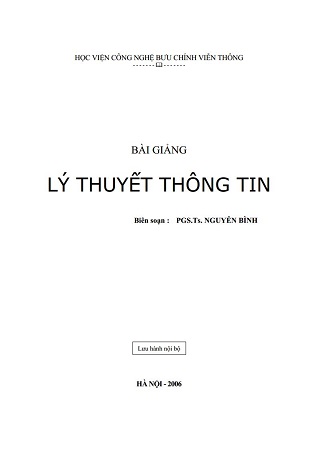 HỌC VIỆN CÔNG NGHỆ BƯU CHÍNH VIỄN THÔNG
BÀI GIẢNG
LÝ THUYẾT THÔNG TIN
Biên soạn : PGS.Ts. NGUYỄN BÌNH
Lưu hành nội bộ
HÀ NỘI - 2006